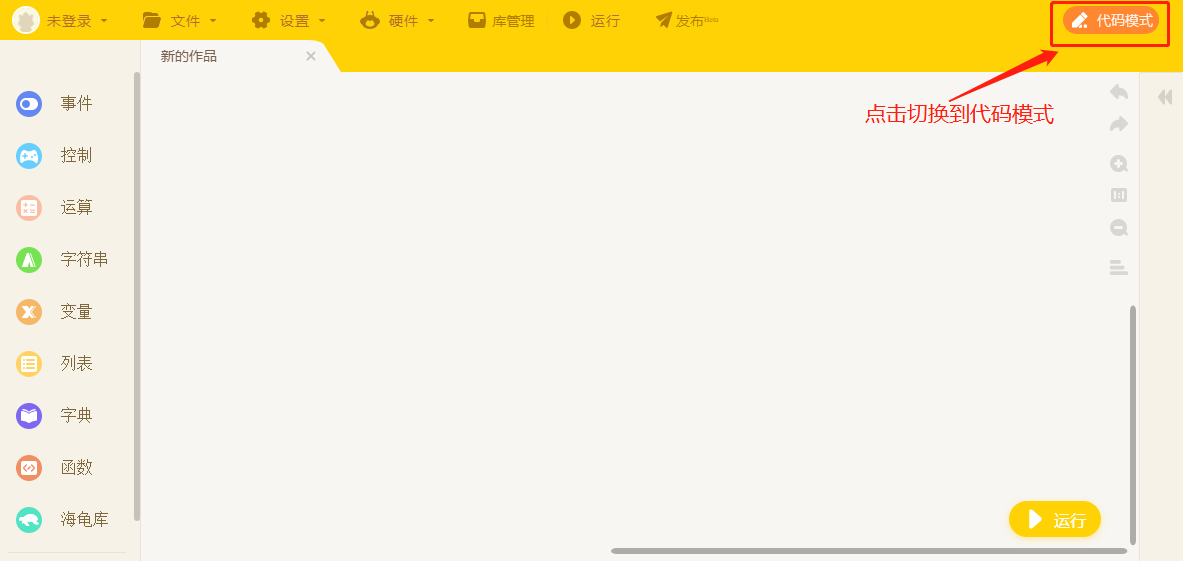 未登录 文件 设置 硬件 库管理 运行 发布Beta 代码模式
新的作品
点击切换到代码模式
事件
控制
运算
字符串
变量
列表
字典
函数
海龟库
运行